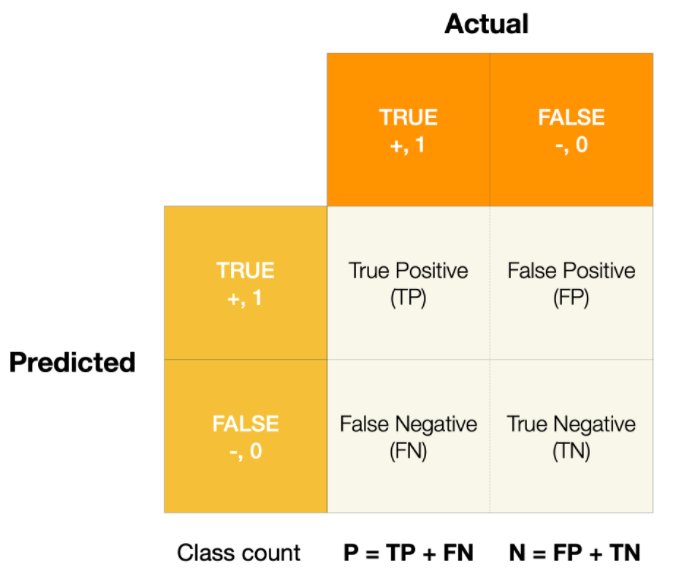 Actual
TRUE
+, 1
FALSE
-, 0
TRUE
+, 1
True Positive
(TP)
False Positive
(FP)
Predicted
FALSE
-, 0
False Negative
(FN)
True Negative
(TN)
Class count
P = TP + FN
N = FP + TN